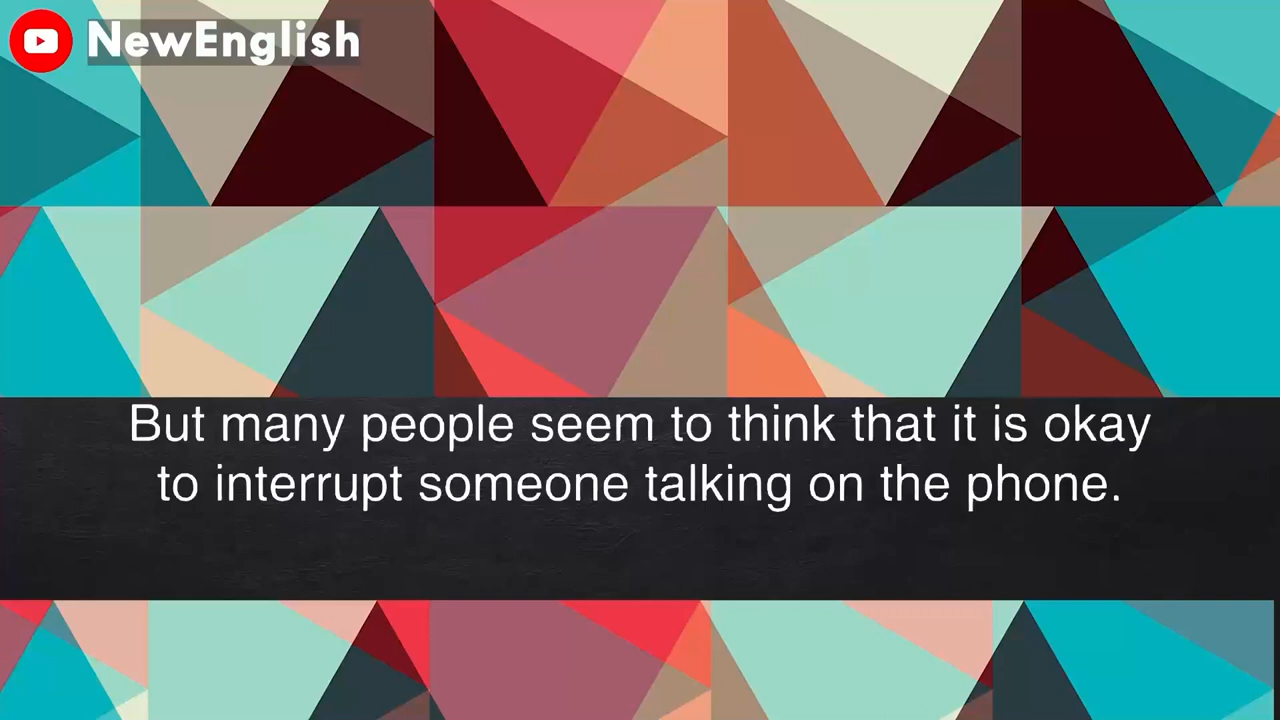 NewEnglish
But many people seem to think that it is okay
to interrupt someone talking on the phone.